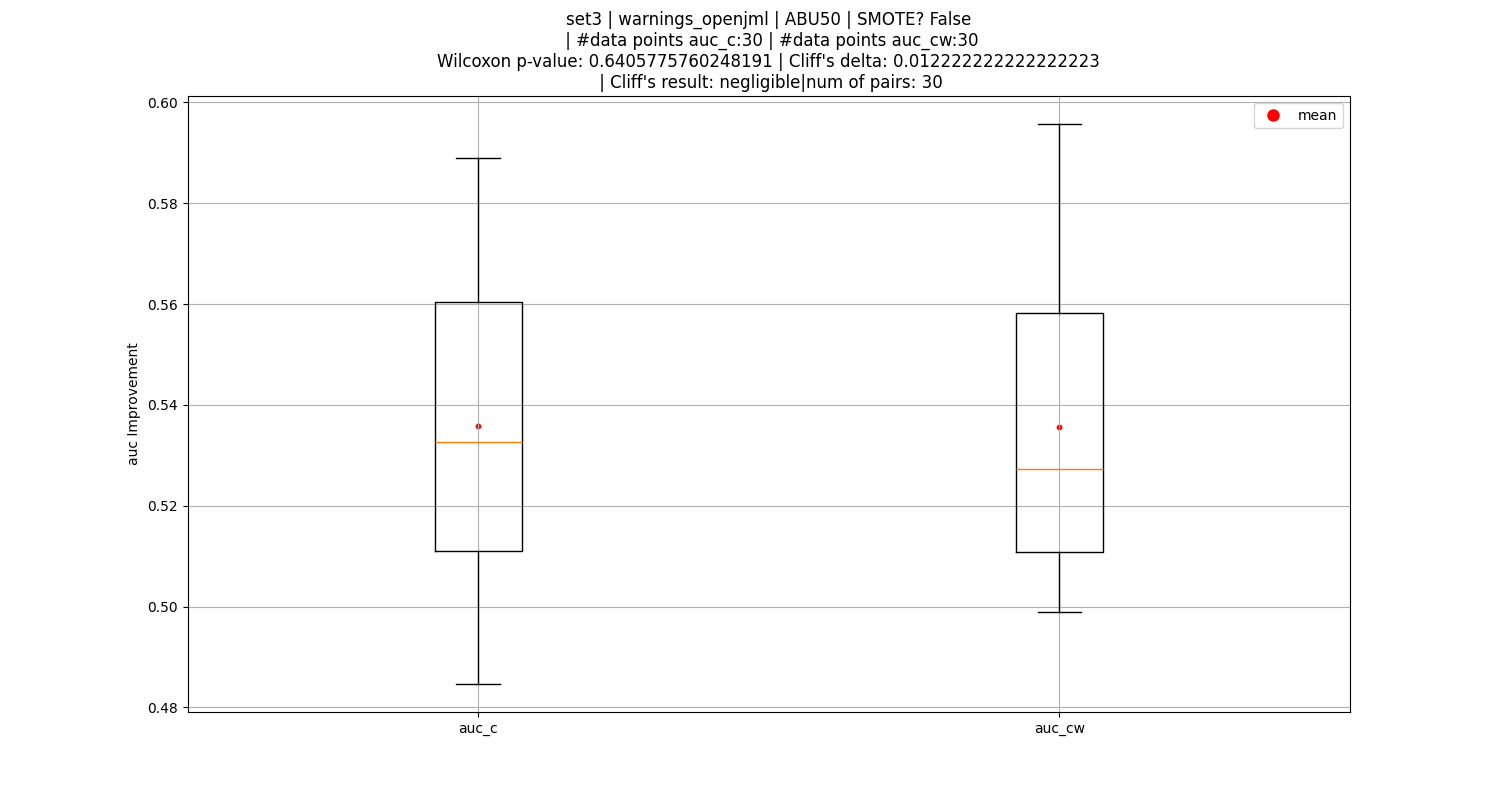 set3 | warnings_openjml | ABU50 | SMOTE? False
| #data points auc_c:30 | #data points auc_cw:30
Wilcoxon p-value: 0.6405775760248191 | Cliff's delta: 0.012222222222222223
| Cliff's result: negligible|num of pairs: 30
mean
auc Improvement
0.60
0.58
0.56
0.54
0.52
0.50
0.48
auc_c
auc_cw